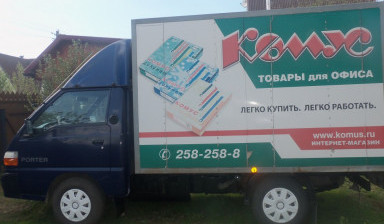 Комус
ТОВАРЫ для ОФИСА
ЛЕГКО КУПИТЬ. ЛЕГКО РАБОТАТЬ.
www.komus.ru
ИНТЕРНЕТ-МАГАЗИН
258-258-8
PORTER